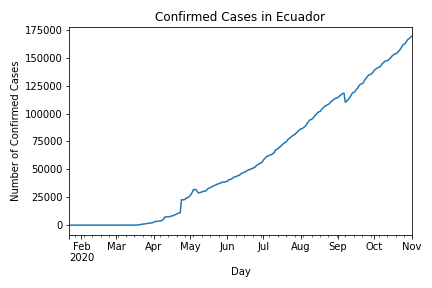 Confirmed Cases in Ecuador
Number of Confirmed Cases
175000
150000
125000
100000
75000
50000
25000
0
Feb Mar Apr May Jun Jul Aug Sep Oct Nov
2020
Day